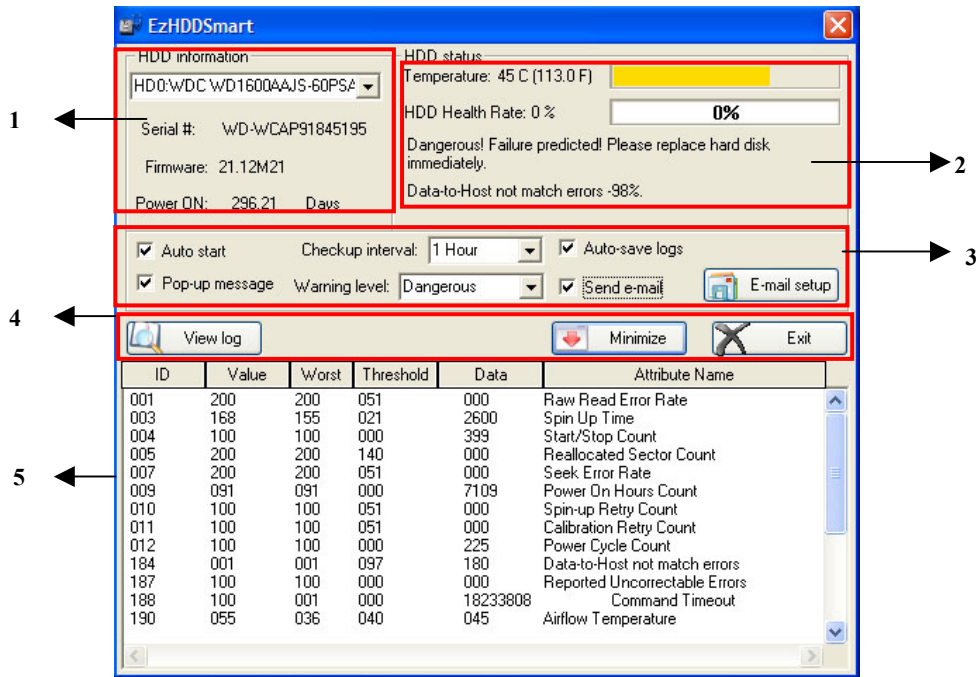 EzHDDSmart
HDD information
HD0:WDC WD1600AAJS-60PSA
Serial #: WD-WCAP91845195
Firmware: 21.12M21
Power ON: 296.21 Days
HDD status
Temperature: 45 C (113.0 F)
HDD Health Rate: 0 % 0%
Dangerous! Failure predicted! Please replace hard disk
immediately.
Data-to-Host not match errors -98%.
1
2
Auto start Checkup interval: 1 Hour Auto-save logs
3
Pop-up message Warning level: Dangerous Send e-mail E-mail setup
4
View log Minimize Exit
ID Value Worst Threshold Data Attribute Name
001 200 200 051 000 Raw Read Error Rate
003 168 155 021 2600 Spin Up Time
004 100 100 000 399 Start/Stop Count
005 200 200 140 000 Reallocated Sector Count
007 200 200 051 000 Seek Error Rate
5
009 091 091 000 7109 Power On Hours Count
010 100 100 051 000 Spin-up Retry Count
011 100 100 051 000 Calibration Retry Count
012 100 100 000 225 Power Cycle Count
184 001 001 097 180 Data-to-Host not match errors
187 100 100 000 000 Reported Uncorrectable Errors
188 100 001 000 18233808 Command Timeout
190 055 036 040 045 Airflow Temperature